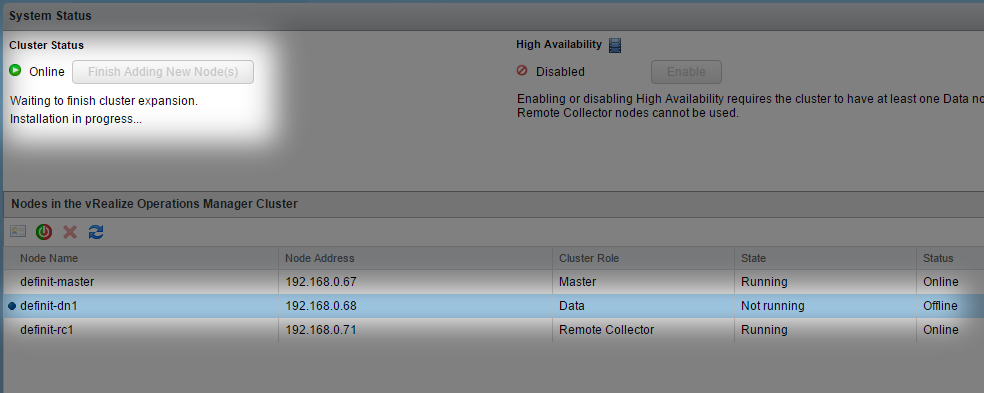 System Status
Cluster Status
Online
Finish Adding New Node(s)
Waiting to finish cluster expansion.
Installation in progress...
High Availability
Disabled
Enable
Enabling or disabling High Availability requires the cluster to have at least one Data
Remote Collector nodes cannot be used.
Nodes in the vRealize Operations Manager Cluster
Node Name Node Address Cluster Role State Status
definit-master 192.168.0.67 Master Running Online
definit-dn1 192.168.0.68 Data Not running Offline
definit-rc1 192.168.0.71 Remote Collector Running Online